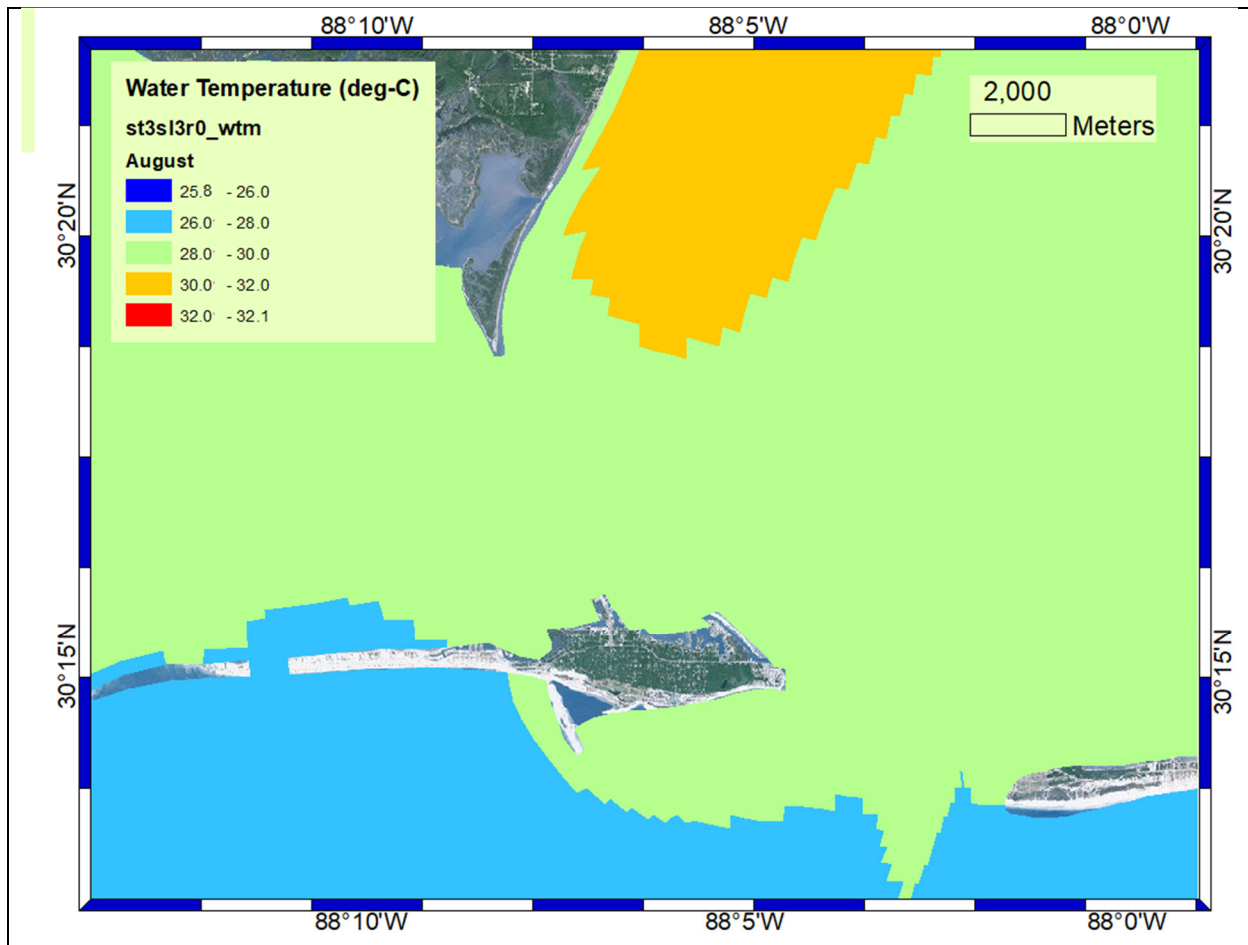 88°10'W 88°5'W 88°0'W
Water Temperature (deg-C)
st3sl3r0_wtm
August
25.8 - 26.0
26.0 - 28.0
28.0 - 30.0
30.0 - 32.0
32.0 - 32.1
2,000
Meters
30°20'N
30°20'N
30°15'N
30°15'N
88°10'W 88°5'W 88°0'W